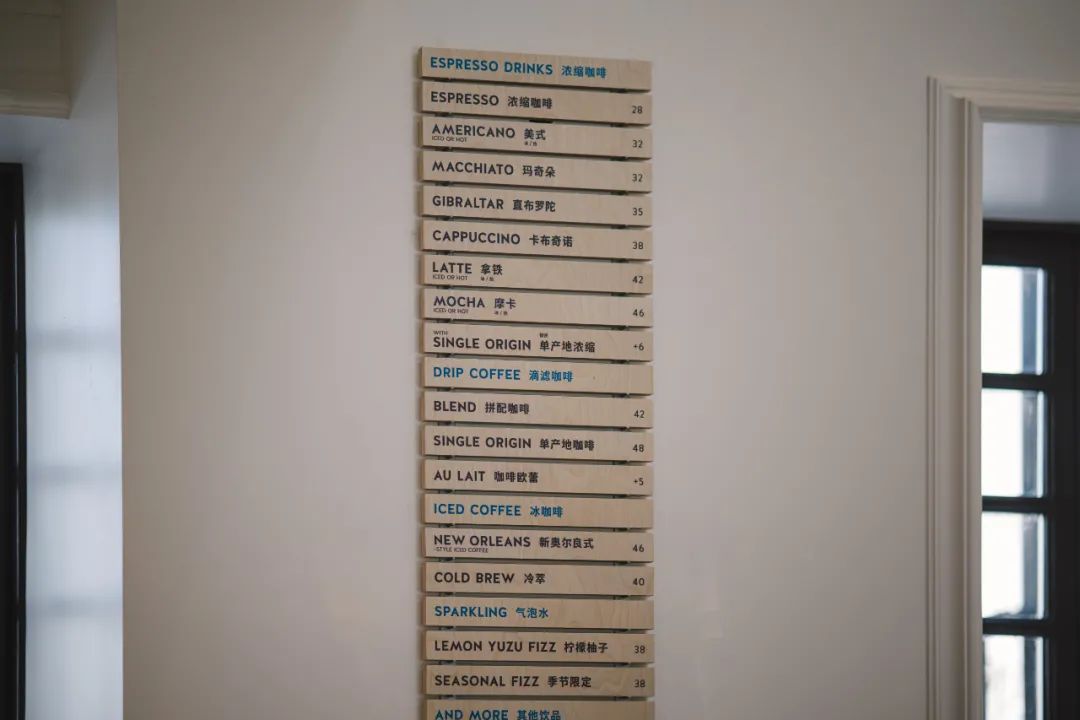 ESPRESSO DRINKS 浓缩咖啡
ESPRESSO 浓缩咖啡 28
AMERICANO 美式 32
ICED OR HOT 冰/热
MACCHIATO 玛奇朵 32
GIBRALTAR 直布罗陀 35
CAPPUCCINO 卡布奇诺 38
LATTE 拿铁 42
ICED OR HOT 冰/热
MOCHA 摩卡 46
ICED OR HOT 冰/热
WITH
SINGLE ORIGIN 单产地浓缩 +6
DRIP COFFEE 滴滤咖啡
BLEND 拼配咖啡 42
SINGLE ORIGIN 单产地咖啡 48
AU LAIT 咖啡欧蕾 +5
ICED COFFEE 冰咖啡
NEW ORLEANS 新奥尔良式 46
-STYLE ICED COFFEE
COLD BREW 冷萃 40
SPARKLING 气泡水
LEMON YUZU FIZZ 柠檬柚子 38
SEASONAL FIZZ 季节限定 38
AND MORE 其他饮品